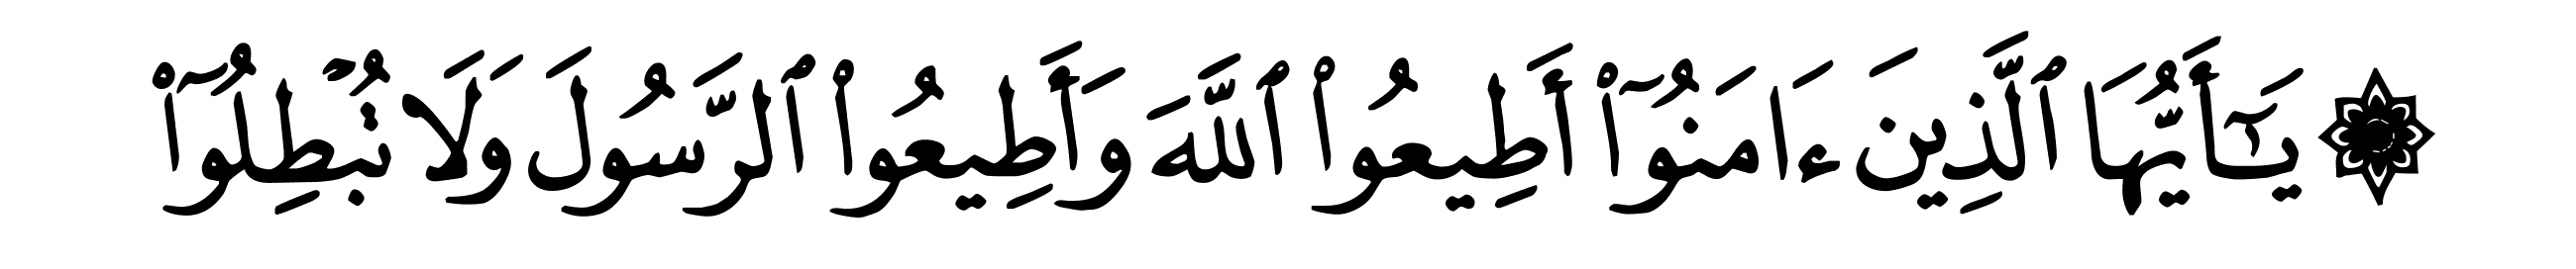 ۞ يَـٰٓأَيُّهَا ٱلَّذِينَ ءَامَنُوٓا۟ أَطِيعُوا۟ ٱللَّهَ وَأَطِيعُوا۟ ٱلرَّسُولَ وَلَا تُبْطِلُوٓا۟